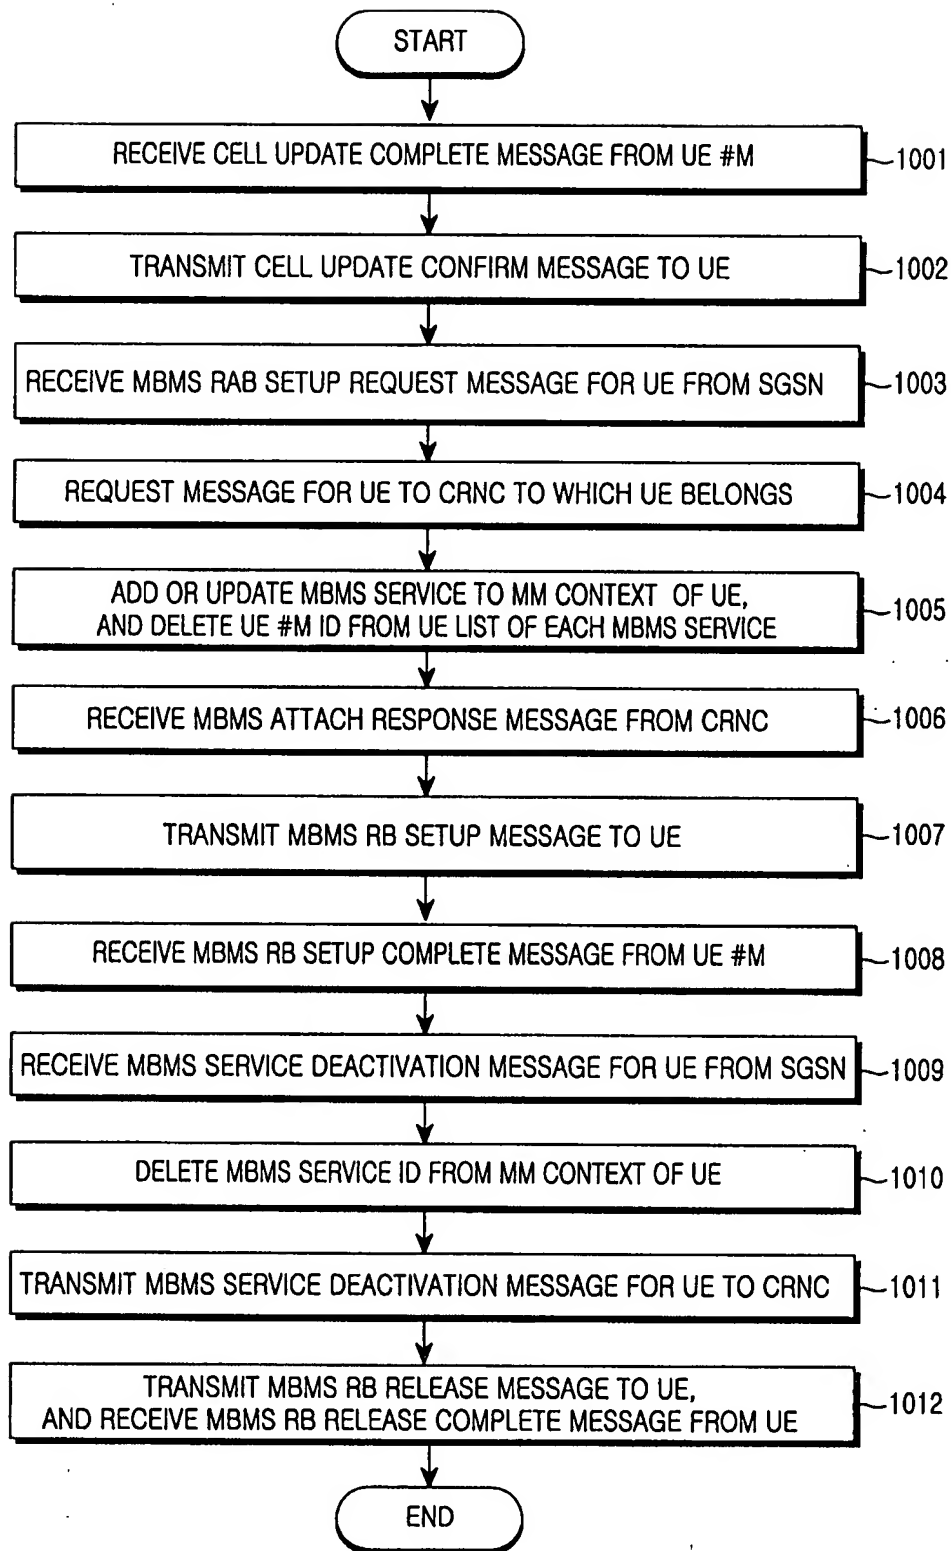 START
RECEIVE CELL UPDATE COMPLETE MESSAGE FROM UE #M
1001
TRANSMIT CELL UPDATE CONFIRM MESSAGE TO UE
1002
RECEIVE MBMS RAB SETUP REQUEST MESSAGE FOR UE FROM SGSN
1003
REQUEST MESSAGE FOR UE TO CRNC TO WHICH UE BELONGS
1004
ADD OR UPDATE MBMS SERVICE TO MM CONTEXT OF UE,
AND DELETE UE #M ID FROM UE LIST OF EACH MBMS SERVICE
1005
RECEIVE MBMS ATTACH RESPONSE MESSAGE FROM CRNC
1006
TRANSMIT MBMS RB SETUP MESSAGE TO UE
1007
RECEIVE MBMS RB SETUP COMPLETE MESSAGE FROM UE #M
1008
RECEIVE MBMS SERVICE DEACTIVATION MESSAGE FOR UE FROM SGSN
1009
DELETE MBMS SERVICE ID FROM MM CONTEXT OF UE
1010
TRANSMIT MBMS SERVICE DEACTIVATION MESSAGE FOR UE TO CRNC
1011
TRANSMIT MBMS RB RELEASE MESSAGE TO UE,
AND RECEIVE MBMS RB RELEASE COMPLETE MESSAGE FROM UE
1012
END